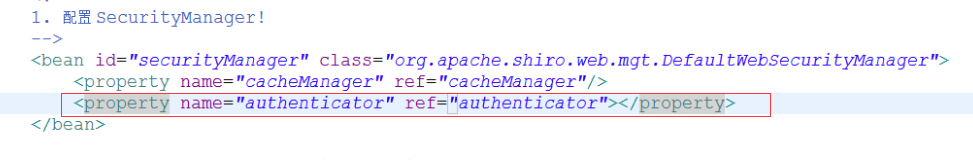 1. 配置 SecurityManager!
-->
<bean id="securityManager" class="org.apache.shiro.web.mgt.DefaultWebSecurityManager">
<property name="cacheManager" ref="cacheManager"/>
<property name="authenticator" ref="authenticator"></property>
</bean>